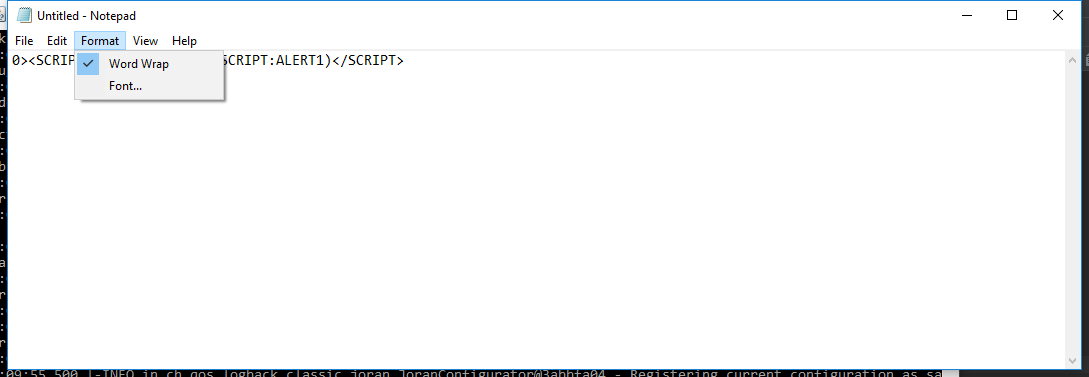 Untitled - Notepad
File Edit Format View Help
0><SCRIP SCRIPT:ALERT1)</SCRIPT>
Word Wrap
Font...
:09:55,500 |-INFO in ch.qos.logback.classic.joran.JoranConfigurator@3abbfa04 - Registering current configuration as sa